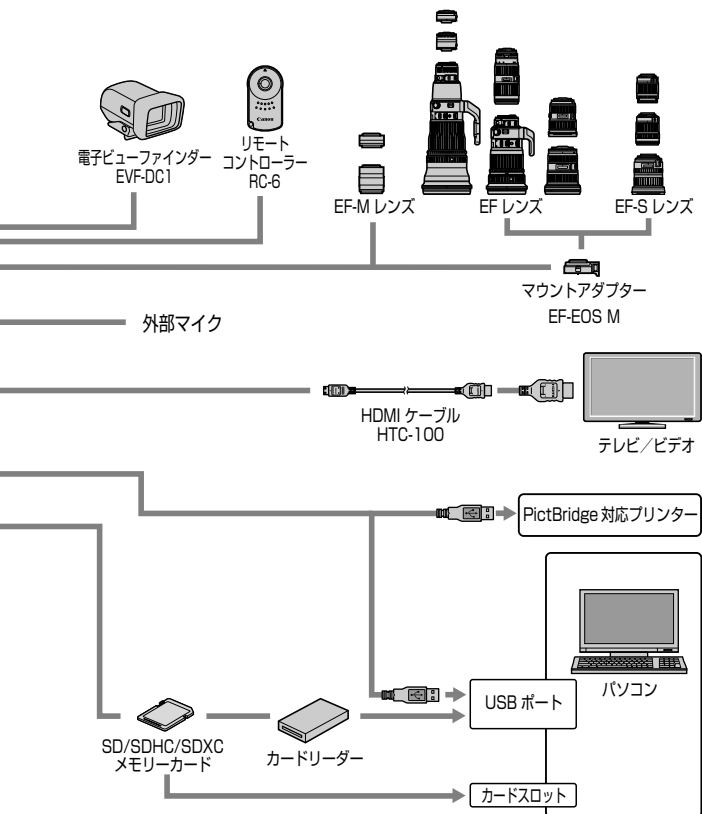 Canon
電子ビューファインダー
EVF-DC1
リモート
コントローラー
RC-6
EF-M レンズ
EF レンズ
EF-S レンズ
マウントアダプター
EF-EOS M
外部マイク
HDMI ケーブル
HTC-100
テレビ／ビデオ
PictBridge 対応プリンター
パソコン
USB ポート
SD/SDHC/SDXC
メモリーカード
カードリーダー
カードスロット